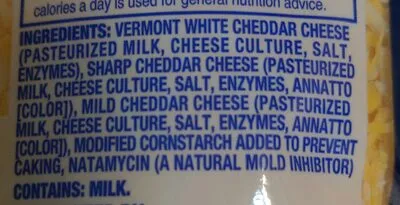 calories a day is used for general nutrition advice.
INGREDIENTS: VERMONT WHITE CHEDDAR CHEESE
(PASTEURIZED MILK, CHEESE CULTURE, SALT,
ENZYMES), SHARP CHEDDAR CHEESE (PASTEURIZED
MILK, CHEESE CULTURE, SALT, ENZYMES, ANNATTO
[COLOR]), MILD CHEDDAR CHEESE (PASTEURIZED
MILK, CHEESE CULTURE, SALT, ENZYMES, ANNATTO
[COLOR]), MODIFIED CORNSTARCH ADDED TO PREVENT
CAKING, NATAMYCIN (A NATURAL MOLD INHIBITOR)
CONTAINS: MILK.